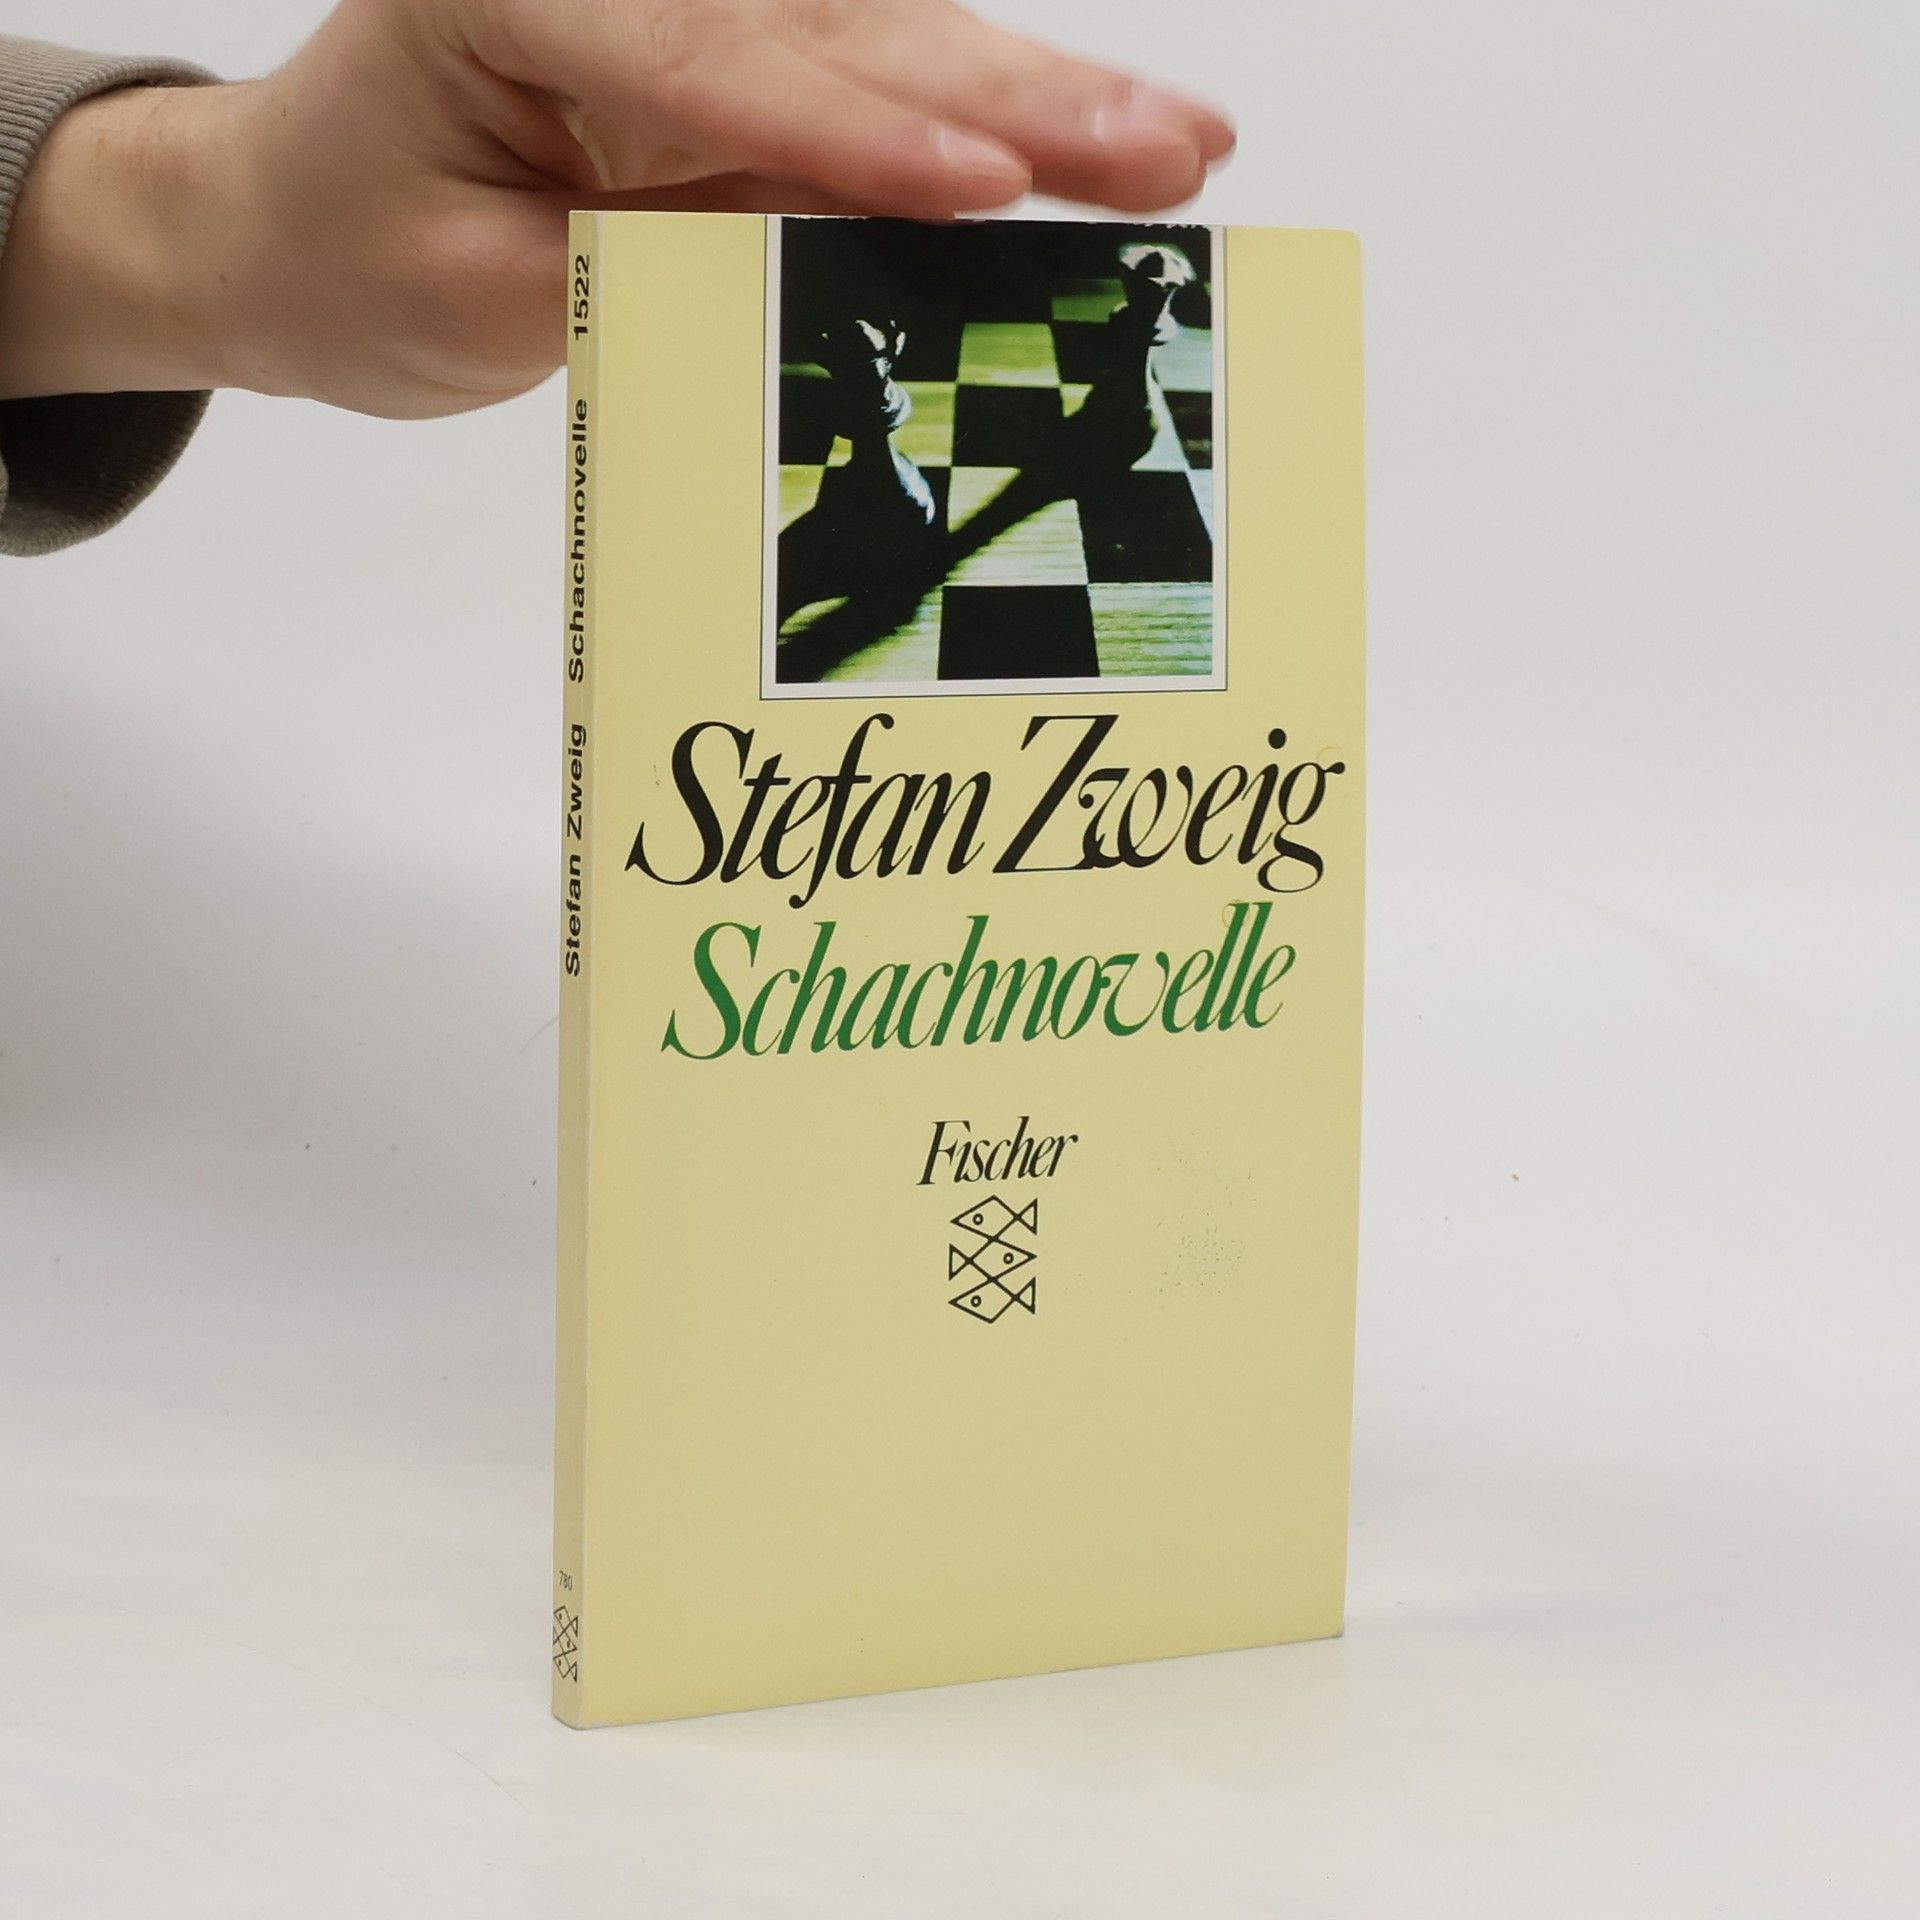 Stefan Zweig Schachnovelle 1522
780
Stefan Zweig
Schachnovelle
Fischer